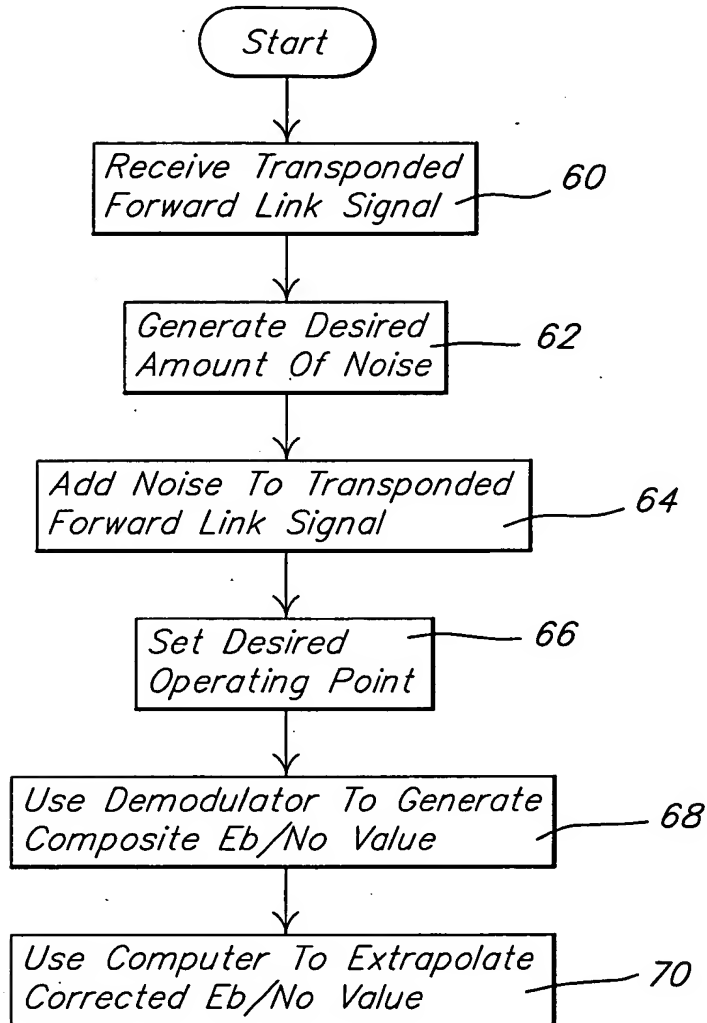 Start
Receive Transponded
Forward Link Signal
60
Generate Desired
Amount Of Noise
62
Add Noise To Transponded
Forward Link Signal
64
Set Desired
Operating Point
66
Use Demodulator To Generate
Composite Eb/No Value
68
Use Computer To Extrapolate
Corrected Eb/No Value
70